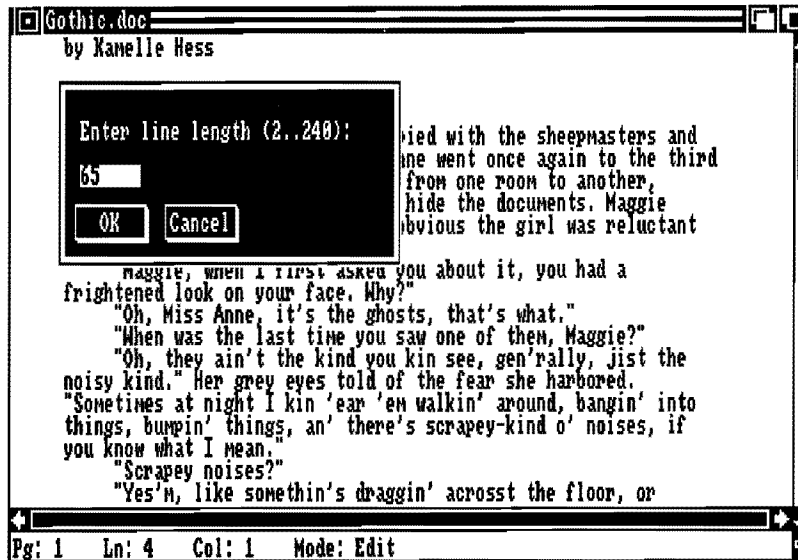 Gothic.doc
by Kamelle Hess
Enter line length (2..240):
65
OK Cancel
pied with the sheepmasters and
ane went once again to the third
from one room to another,
hide the documents. Maggie
obvious the girl was reluctant
"Maggie, when I first asked you about it, you had a
frightened look on your face. Why?"
"Oh, Miss Anne, it's the ghosts, that's what."
"When was the last time you saw one of them, Maggie?"
"Oh, they ain't the kind you kin see, gen'rally, jist the
noisy kind." Her grey eyes told of the fear she harbored.
"Sometimes at night I kin 'ear 'em walkin' around, bangin' into
things, bumpin' things, an' there's scrapey-kind o' noises, if
you know what I mean."
"Scrapey noises?"
"Yes'm, like somethin's draggin' acrosst the floor, or
Pg: 1 Ln: 4 Col: 1 Mode: Edit